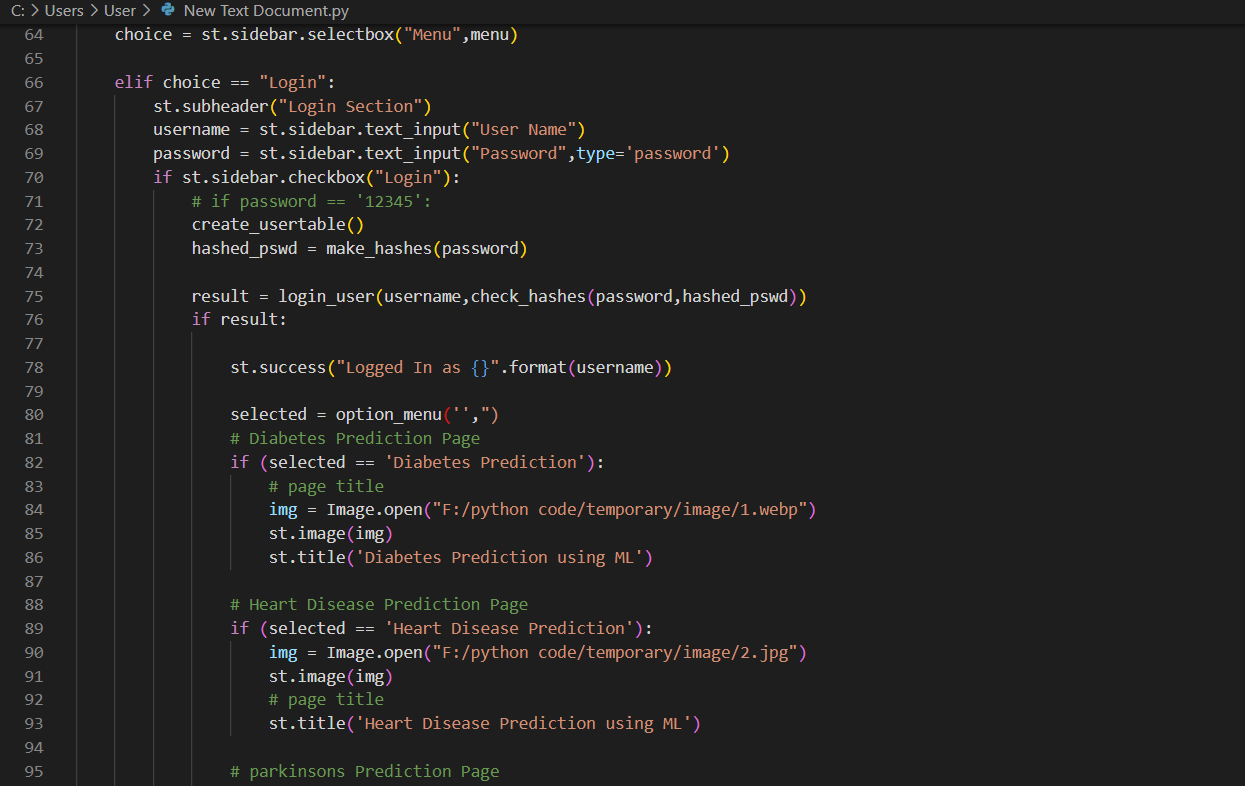 C: > Users > User > New Text Document.py
64 choice = st.sidebar.selectbox("Menu",menu)
65
66 elif choice == "Login":
67 st.subheader("Login Section")
68 username = st.sidebar.text_input("User Name")
69 password = st.sidebar.text_input("Password",type='password')
70 if st.sidebar.checkbox("Login"):
71 # if password == '12345':
72 create_usertable()
73 hashed_pswd = make_hashes(password)
74
75 result = login_user(username,check_hashes(password,hashed_pswd))
76 if result:
77
78 st.success("Logged In as {}".format(username))
79
80 selected = option_menu('',")
81 # Diabetes Prediction Page
82 if (selected == 'Diabetes Prediction'):
83 # page title
84 img = Image.open("F:/python code/temporary/image/1.webp")
85 st.image(img)
86 st.title('Diabetes Prediction using ML')
87
88 # Heart Disease Prediction Page
89 if (selected == 'Heart Disease Prediction'):
90 img = Image.open("F:/python code/temporary/image/2.jpg")
91 st.image(img)
92 # page title
93 st.title('Heart Disease Prediction using ML')
94
95 # parkinsons Prediction Page